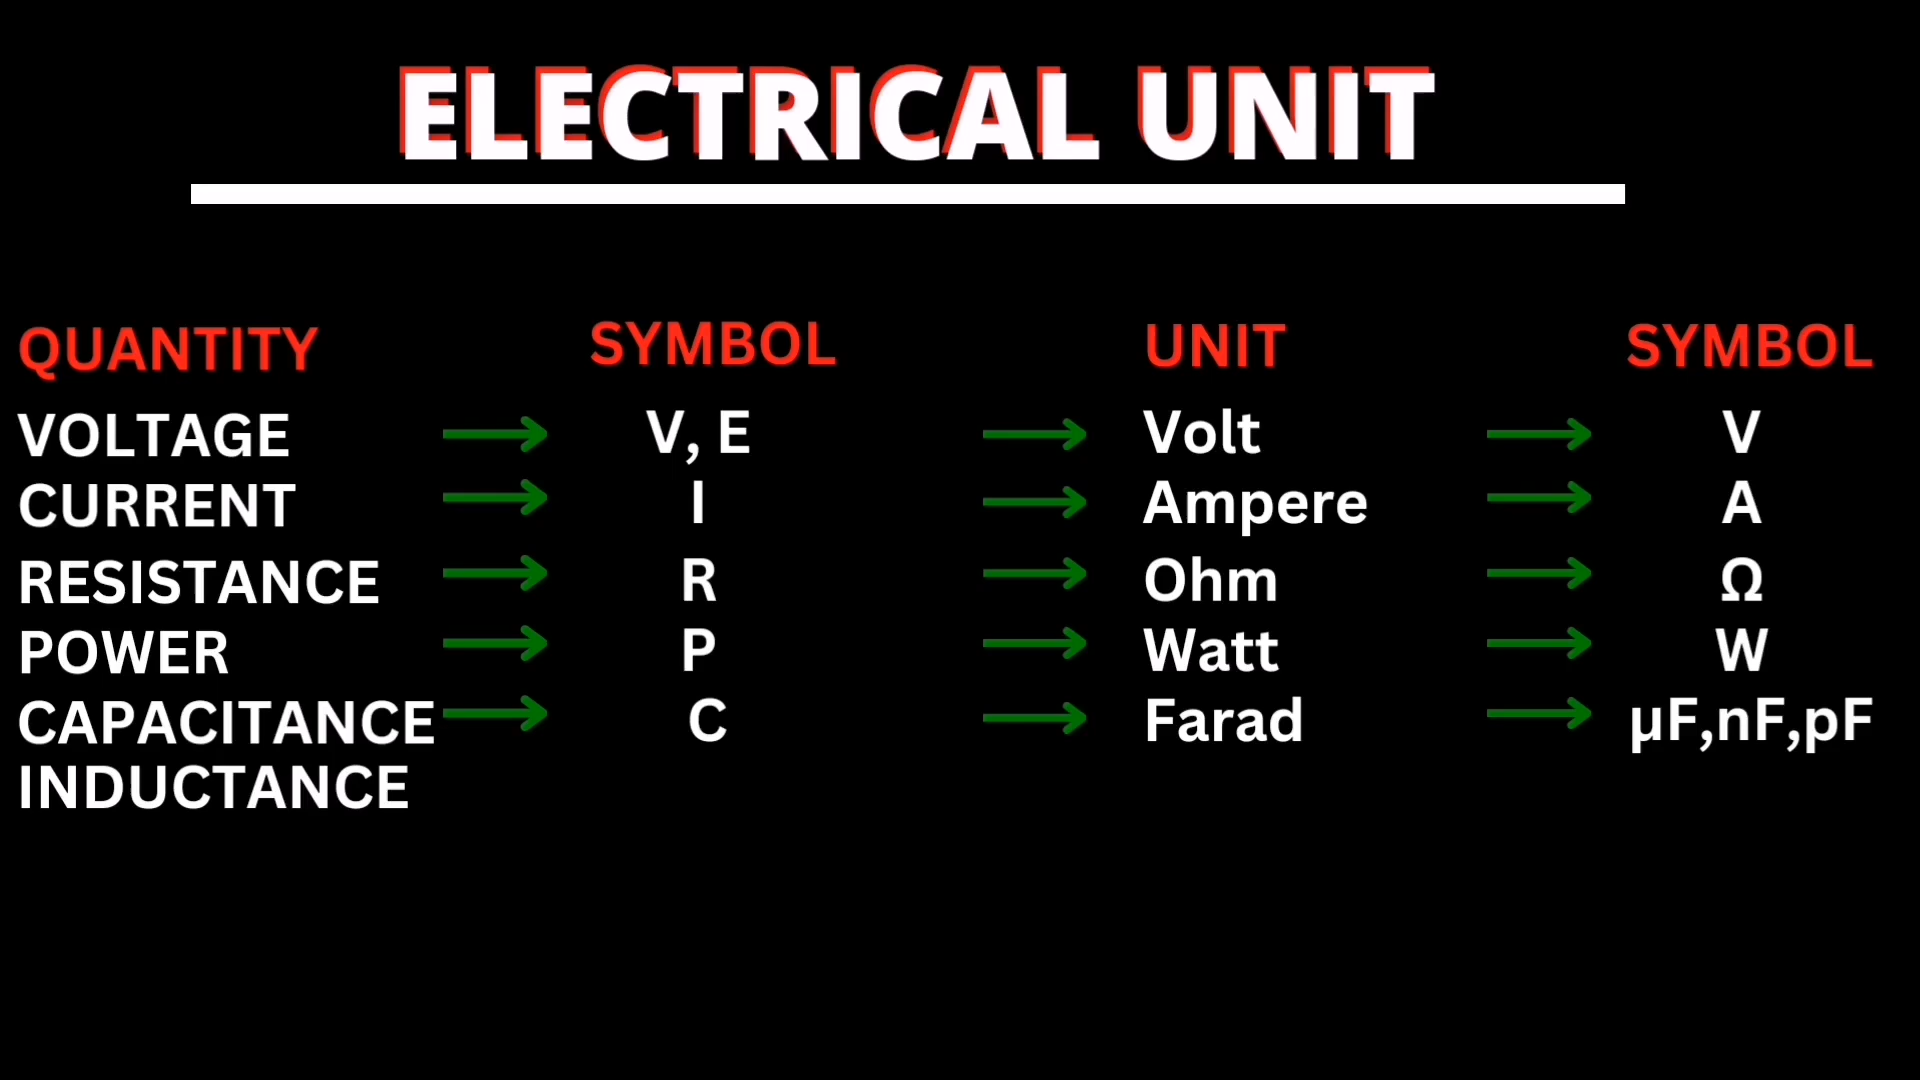 ELECTRICAL UNIT
QUANTITY SYMBOL UNIT SYMBOL
VOLTAGE V, E Volt V
CURRENT I Ampere A
RESISTANCE R Ohm Ω
POWER P Watt W
CAPACITANCE C Farad µF,nF,pF
INDUCTANCE